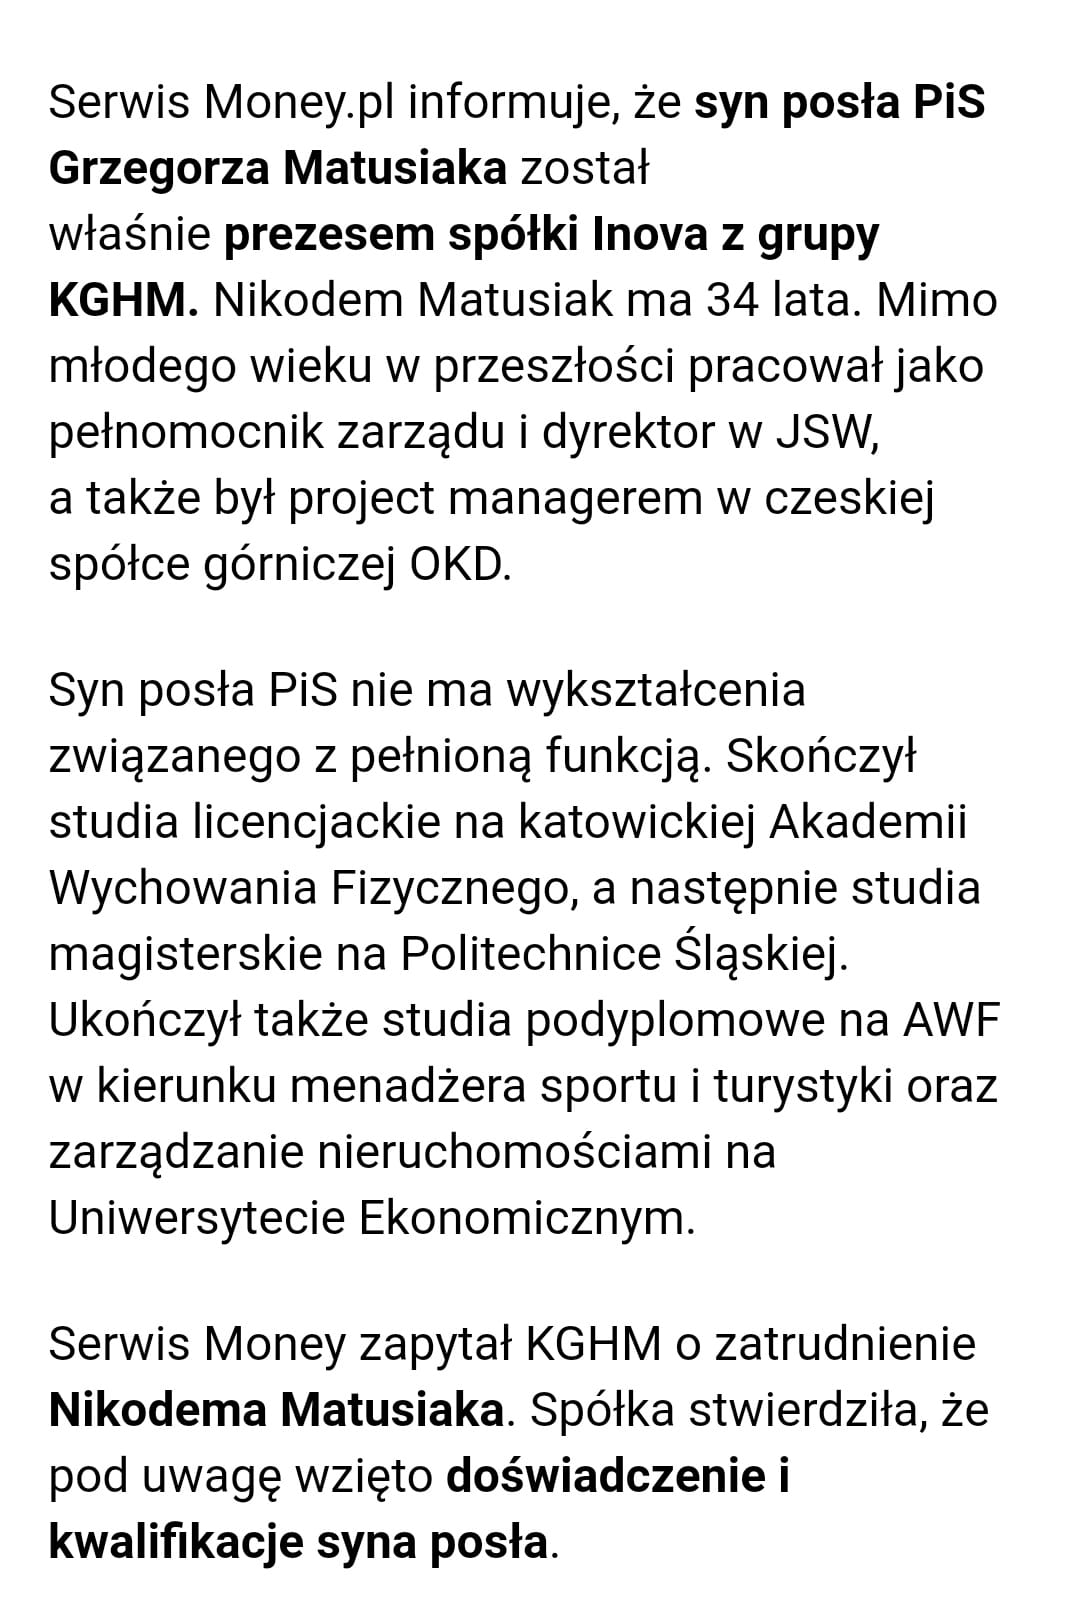 Serwis Money.pl informuje, że syn posła PiS
Grzegorza Matusiaka został
właśnie prezesem spółki Inova z grupy
KGHM. Nikodem Matusiak ma 34 lata. Mimo
młodego wieku w przeszłości pracował jako
pełnomocnik zarządu i dyrektor w JSW,
a także był project managerem w czeskiej
spółce górniczej OKD.
Syn posła PiS nie ma wykształcenia
związanego z pełnioną funkcją. Skończył
studia licencjackie na katowickiej Akademii
Wychowania Fizycznego, a następnie studia
magisterskie na Politechnice Śląskiej.
Ukończył także studia podyplomowe na AWF
w kierunku menadżera sportu i turystyki oraz
zarządzanie nieruchomościami na
Uniwersytecie Ekonomicznym.
Serwis Money zapytał KGHM o zatrudnienie
Nikodema Matusiaka. Spółka stwierdziła, że
pod uwagę wzięto doświadczenie i
kwalifikacje syna posła.